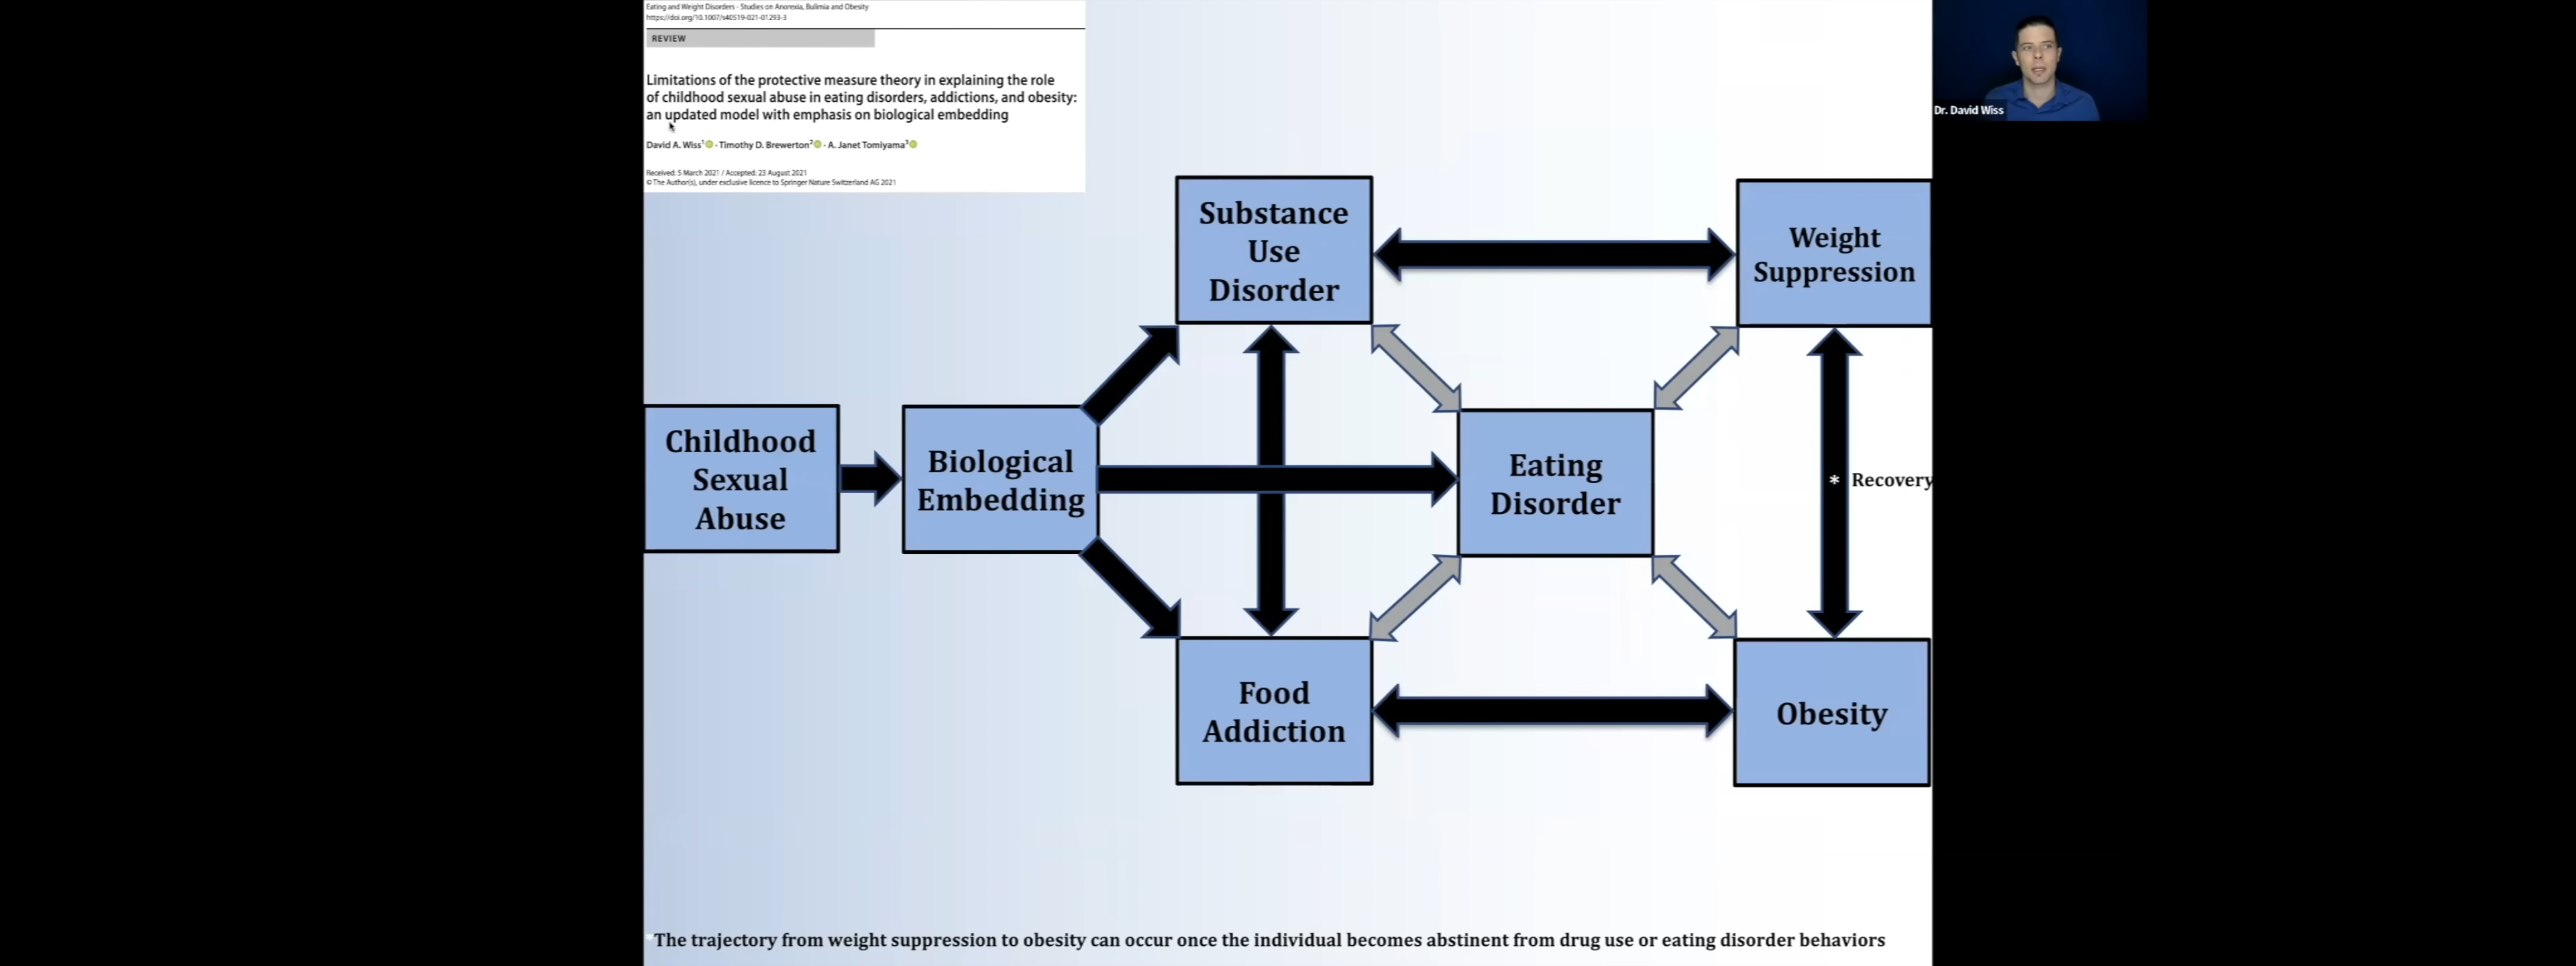 Eating and Weight Disorders - Studies on Anorexia, Bulimia and Obesity
https://doi.org/10.1007/s40519-021-01293-3
REVIEW
Limitations of the protective measure theory in explaining the role
of childhood sexual abuse in eating disorders, addictions, and obesity:
an updated model with emphasis on biological embedding
David A. Wiss1 · Timothy D. Brewerton2 · A. Janet Tomiyama3
Received: 5 March 2021 / Accepted: 23 August 2021
© The Author(s), under exclusive licence to Springer Nature Switzerland AG 2021
Dr. David Wiss
Substance
Use
Disorder
Weight
Suppression
Childhood
Sexual
Abuse
Biological
Embedding
Eating
Disorder
* Recovery
Food
Addiction
Obesity
*The trajectory from weight suppression to obesity can occur once the individual becomes abstinent from drug use or eating disorder behaviors